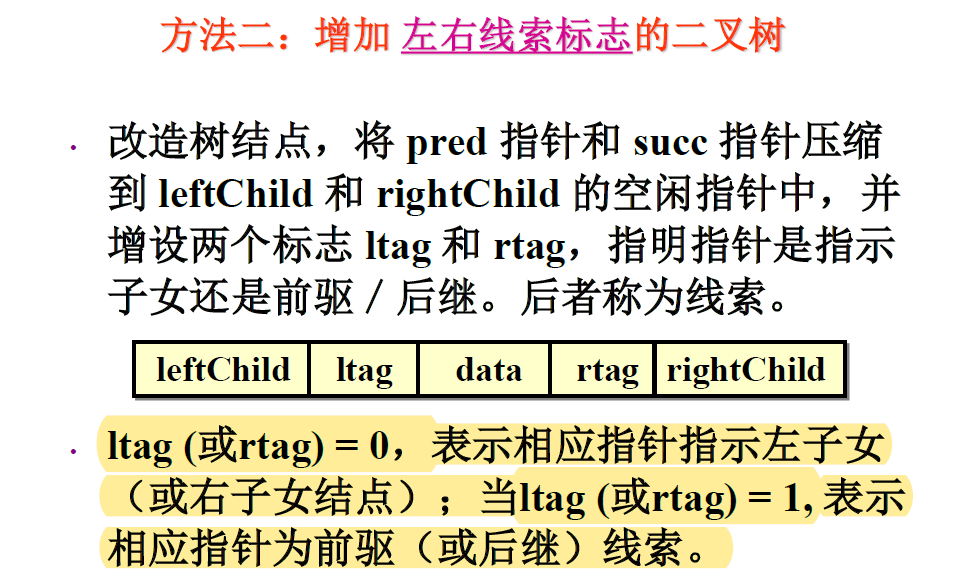 方法二：增加 左右线索标志的二叉树
· 改造树结点，将 pred 指针和 succ 指针压缩
到 leftChild 和 rightChild 的空闲指针中，并
增设两个标志 ltag 和 rtag，指明指针是指示
子女还是前驱／后继。后者称为线索。
leftChild ltag data rtag rightChild
· ltag (或rtag) = 0，表示相应指针指示左子女
（或右子女结点）；当ltag (或rtag) = 1, 表示
相应指针为前驱（或后继）线索。